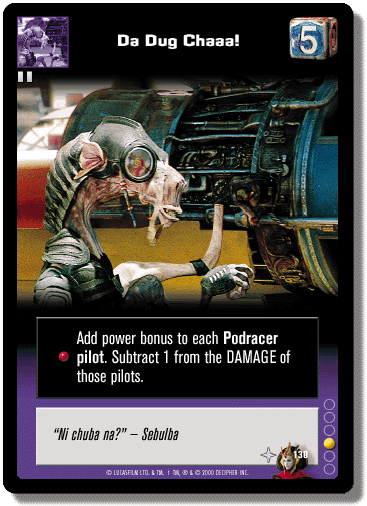 Da Dug Chaaa!
5
Add power bonus to each Podracer
pilot. Subtract 1 from the DAMAGE of
those pilots.
“Ni chuba na?” – Sebulba
130
© LUCASFILM LTD. & TM. † TM, ® & © 2000 DECIPHER INC.